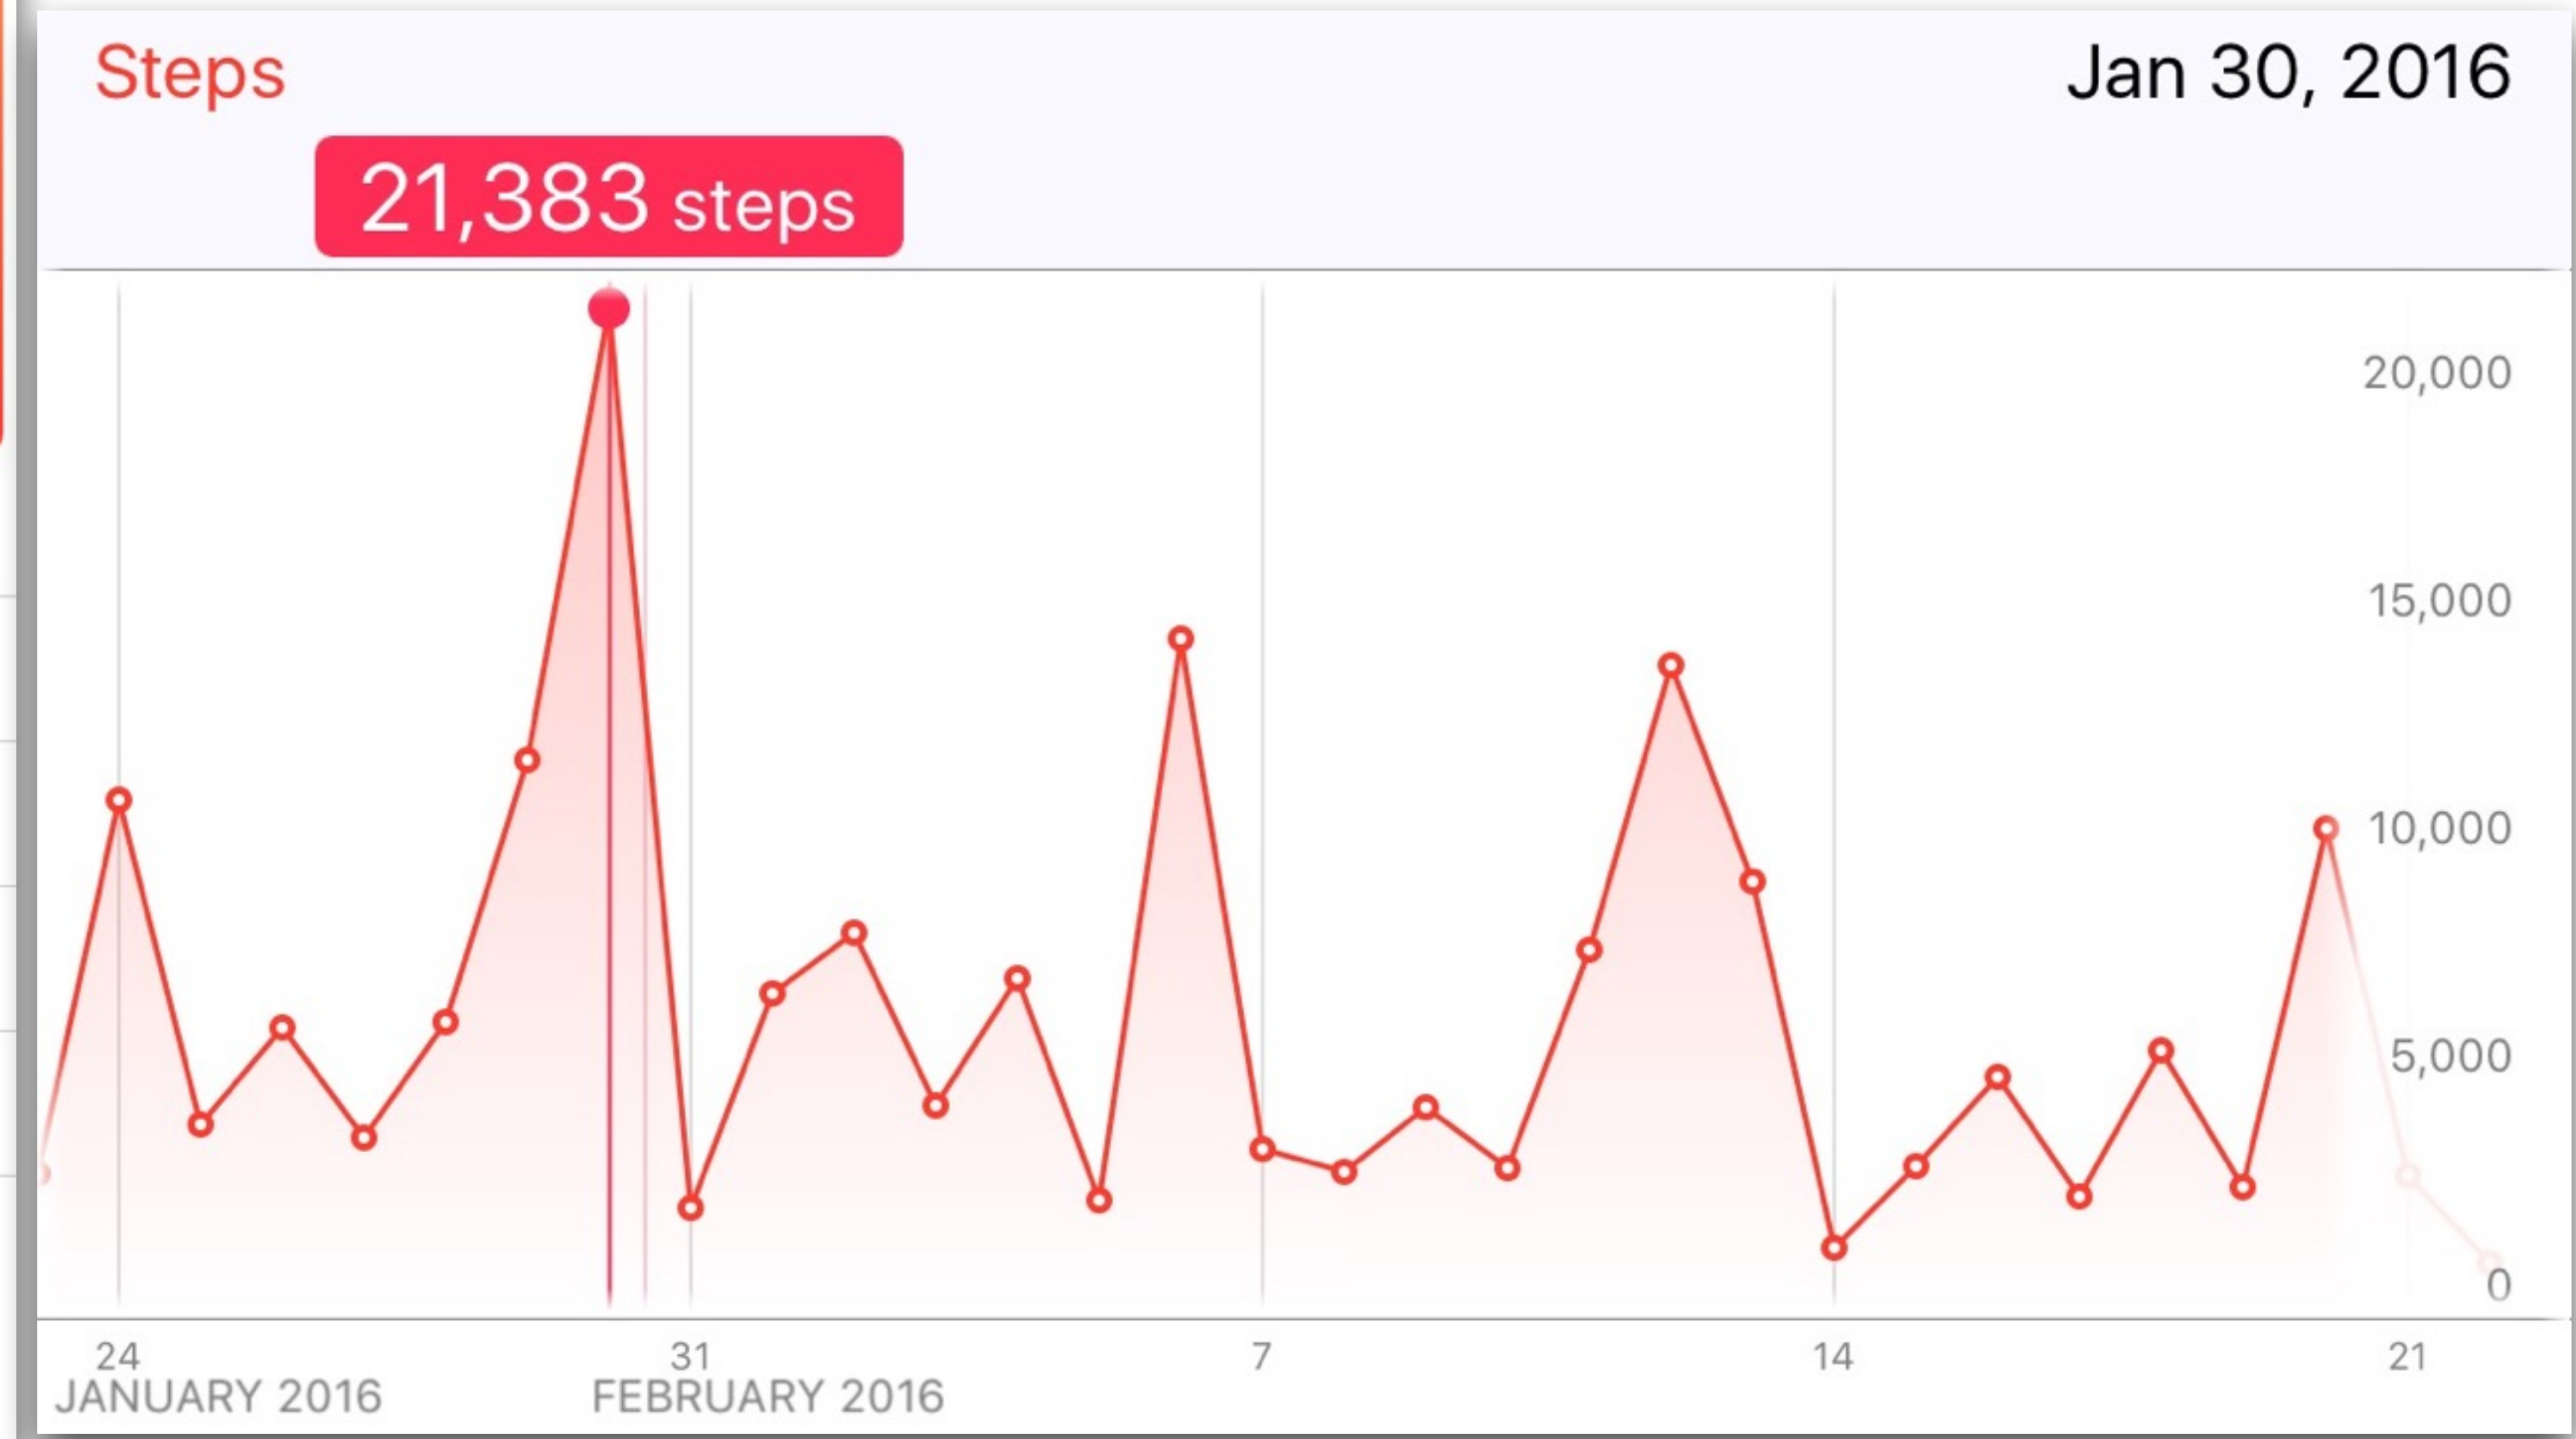 Steps
Jan 30, 2016
21,383 steps
20,000
15,000
10,000
5,000
0
24 31 7 14 21
JANUARY 2016 FEBRUARY 2016